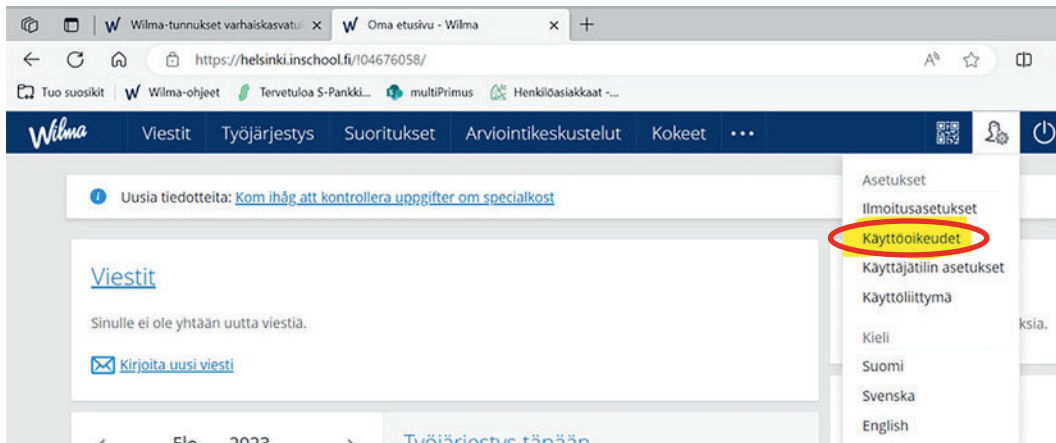 Wilma-tunnukset varhaiskasvatu
Oma etusivu - Wilma
https://helsinki.inschool.fi/!04676058/
Tuo suosikit
Wilma-ohjeet
Tervetuloa S-Pankki...
multiPrimus
Henkilöasiakkaat -...
Wilma
Viestit
Työjärjestys
Suoritukset
Arviointikeskustelut
Kokeet
Uusia tiedotteita: Kom ihåg att kontrollera uppgifter om specialkost
Viestit
Sinulle ei ole yhtään uutta viestiä.
Kirjoita uusi viesti
Elo 2023
Työjärjestys tänään
Asetukset
Ilmoitusasetukset
Käyttöoikeudet
Käyttäjätilin asetukset
Käyttöliittymä
ksia.
Kieli
Suomi
Svenska
English